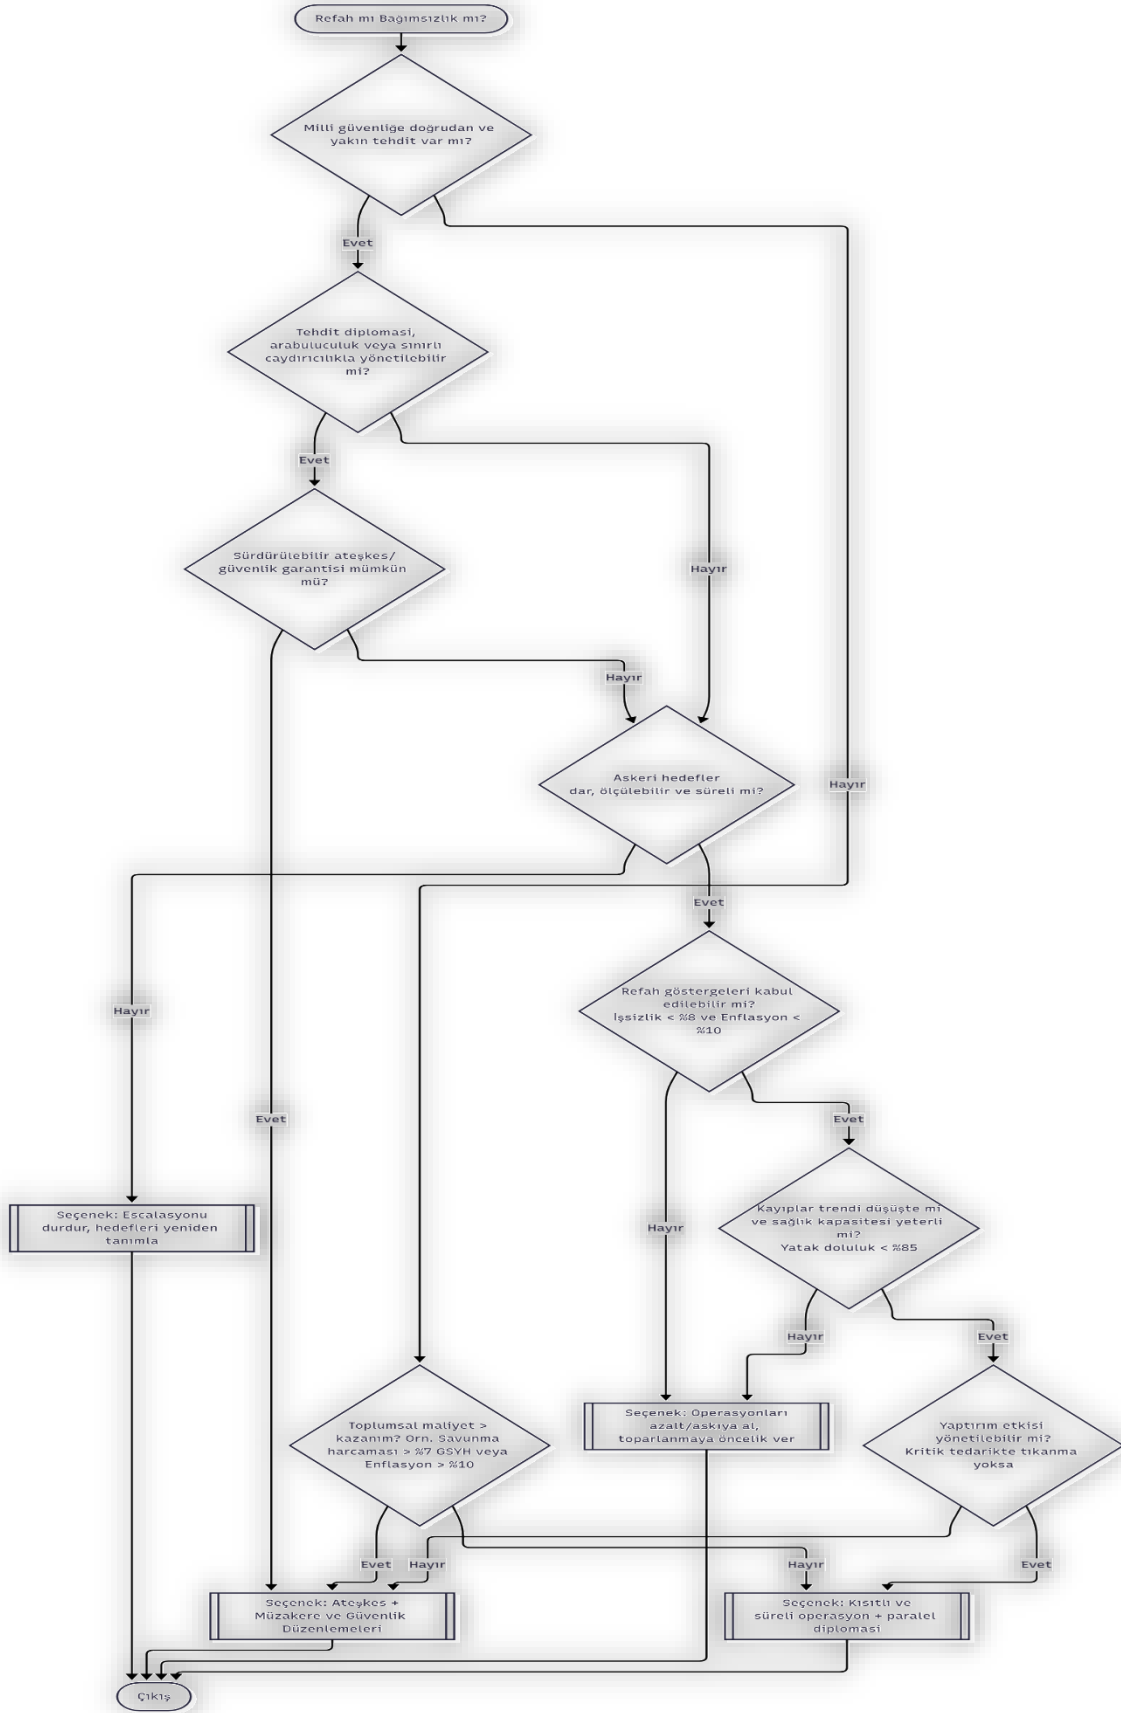 Refah mı Bağımsızlık mı?
Milli güvenliğe doğrudan ve
yakın tehdit var mı?
Evet
Tehdit diplomasi,
arabuluculuk veya sınırlı
caydırıcılıkla yönetilebilir
mi?
Evet
Sürdürülebilir ateşkes/
güvenlik garantisi mümkün
mü?
Hayır
Hayır
Askeri hedefler
dar, ölçülebilir ve süreli mi?
Hayır
Evet
Refah göstergeleri kabul
edilebilir mi?
İşsizlik < %8 ve Enflasyon <
%10
Hayır
Evet
Evet
Seçenek: Escalasyonu
durdur, hedefleri yeniden
tanımla
Hayır
Kayıplar trendi düşüşte mi
ve sağlık kapasitesi yeterli
mi?
Yatak doluluk < %85
Hayır
Evet
Toplumsal maliyet >
kazanım? Orn. Savunma
harcaması > %7 GSYH veya
Enflasyon > %10
Seçenek: Operasyonları
azalt/askıya al,
toparlanmaya öncelik ver
Yaptırım etkisi
yönetilebilir mi?
Kritik tedarikte tıkanma
yoksa
Evet
Hayır
Hayır
Evet
Seçenek: Ateşkes +
Müzakere ve Güvenlik
Düzenlemeleri
Seçenek: Kısıtlı ve
süreli operasyon + paralel
diplomasi
Çıkış